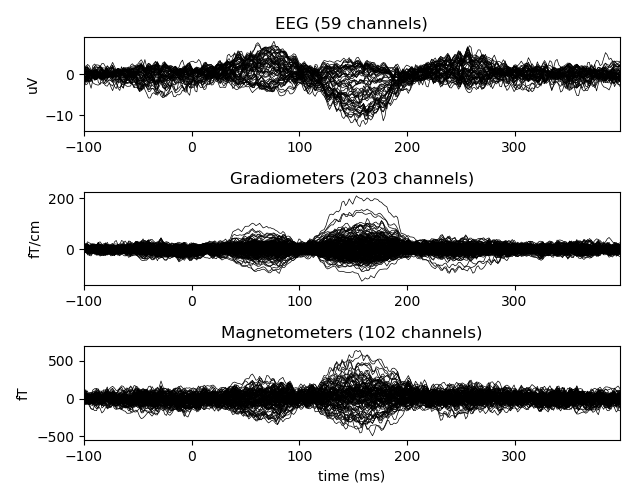 EEG (59 channels)
uV
0
−10
−100 0 100 200 300
Gradiometers (203 channels)
fT/cm
200
0
−100 0 100 200 300
Magnetometers (102 channels)
fT
500
0
−500
−100 0 100 200 300
time (ms)